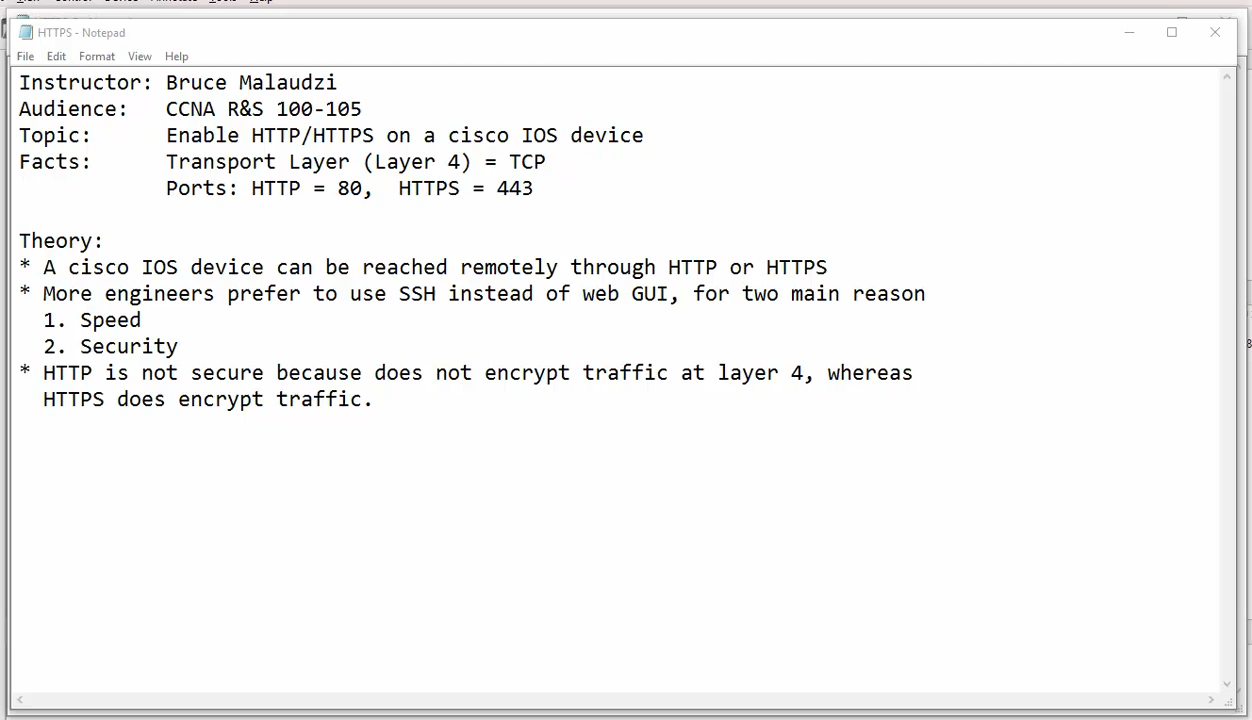 HTTPS - Notepad
File Edit Format View Help
Instructor: Bruce Malaudzi
Audience: CCNA R&S 100-105
Topic: Enable HTTP/HTTPS on a cisco IOS device
Facts: Transport Layer (Layer 4) = TCP
Ports: HTTP = 80, HTTPS = 443
Theory:
* A cisco IOS device can be reached remotely through HTTP or HTTPS
* More engineers prefer to use SSH instead of web GUI, for two main reason
1. Speed
2. Security
* HTTP is not secure because does not encrypt traffic at layer 4, whereas
HTTPS does encrypt traffic.